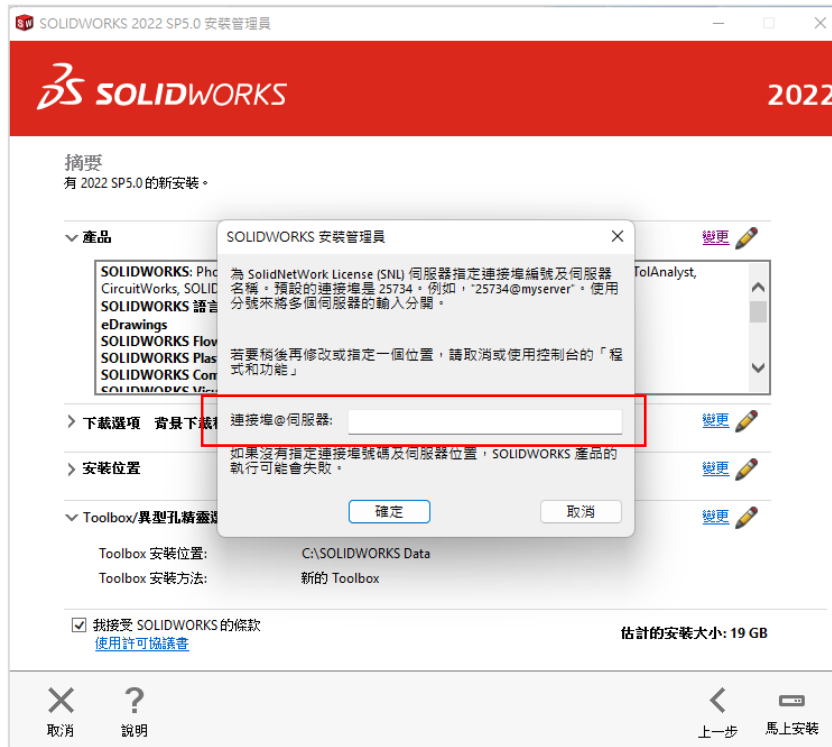 SOLIDWORKS 2022 SP5.0 安裝管理員
SOLIDWORKS
2022
摘要
有 2022 SP5.0 的新安裝。
產品
變更
SOLIDWORKS: Pho
TolAnalyst,
CircuitWorks, SOLID
SOLIDWORKS 語言
eDrawings
SOLIDWORKS Flow
SOLIDWORKS Plas
SOLIDWORKS Com
SOLIDWORKS Visu
SOLIDWORKS 安裝管理員
為 SolidNetWork License (SNL) 伺服器指定連接埠編號及伺服器
名稱。預設的連接埠是 25734。例如，"25734@myserver"。使用
分號來將多個伺服器的輸入分開。
若要稍後再修改或指定一個位置，請取消或使用控制台的「程
式和功能」
連接埠@伺服器:
如果沒有指定連接埠號碼及伺服器位置，SOLIDWORKS 產品的
執行可能會失敗。
確定
取消
下載選項 背景下載
變更
安裝位置
變更
Toolbox/異型孔精靈
變更
Toolbox 安裝位置:
C:\SOLIDWORKS Data
Toolbox 安裝方法:
新的 Toolbox
我接受 SOLIDWORKS 的條款
使用許可協議書
估計的安裝大小: 19 GB
取消
說明
上一步
馬上安裝